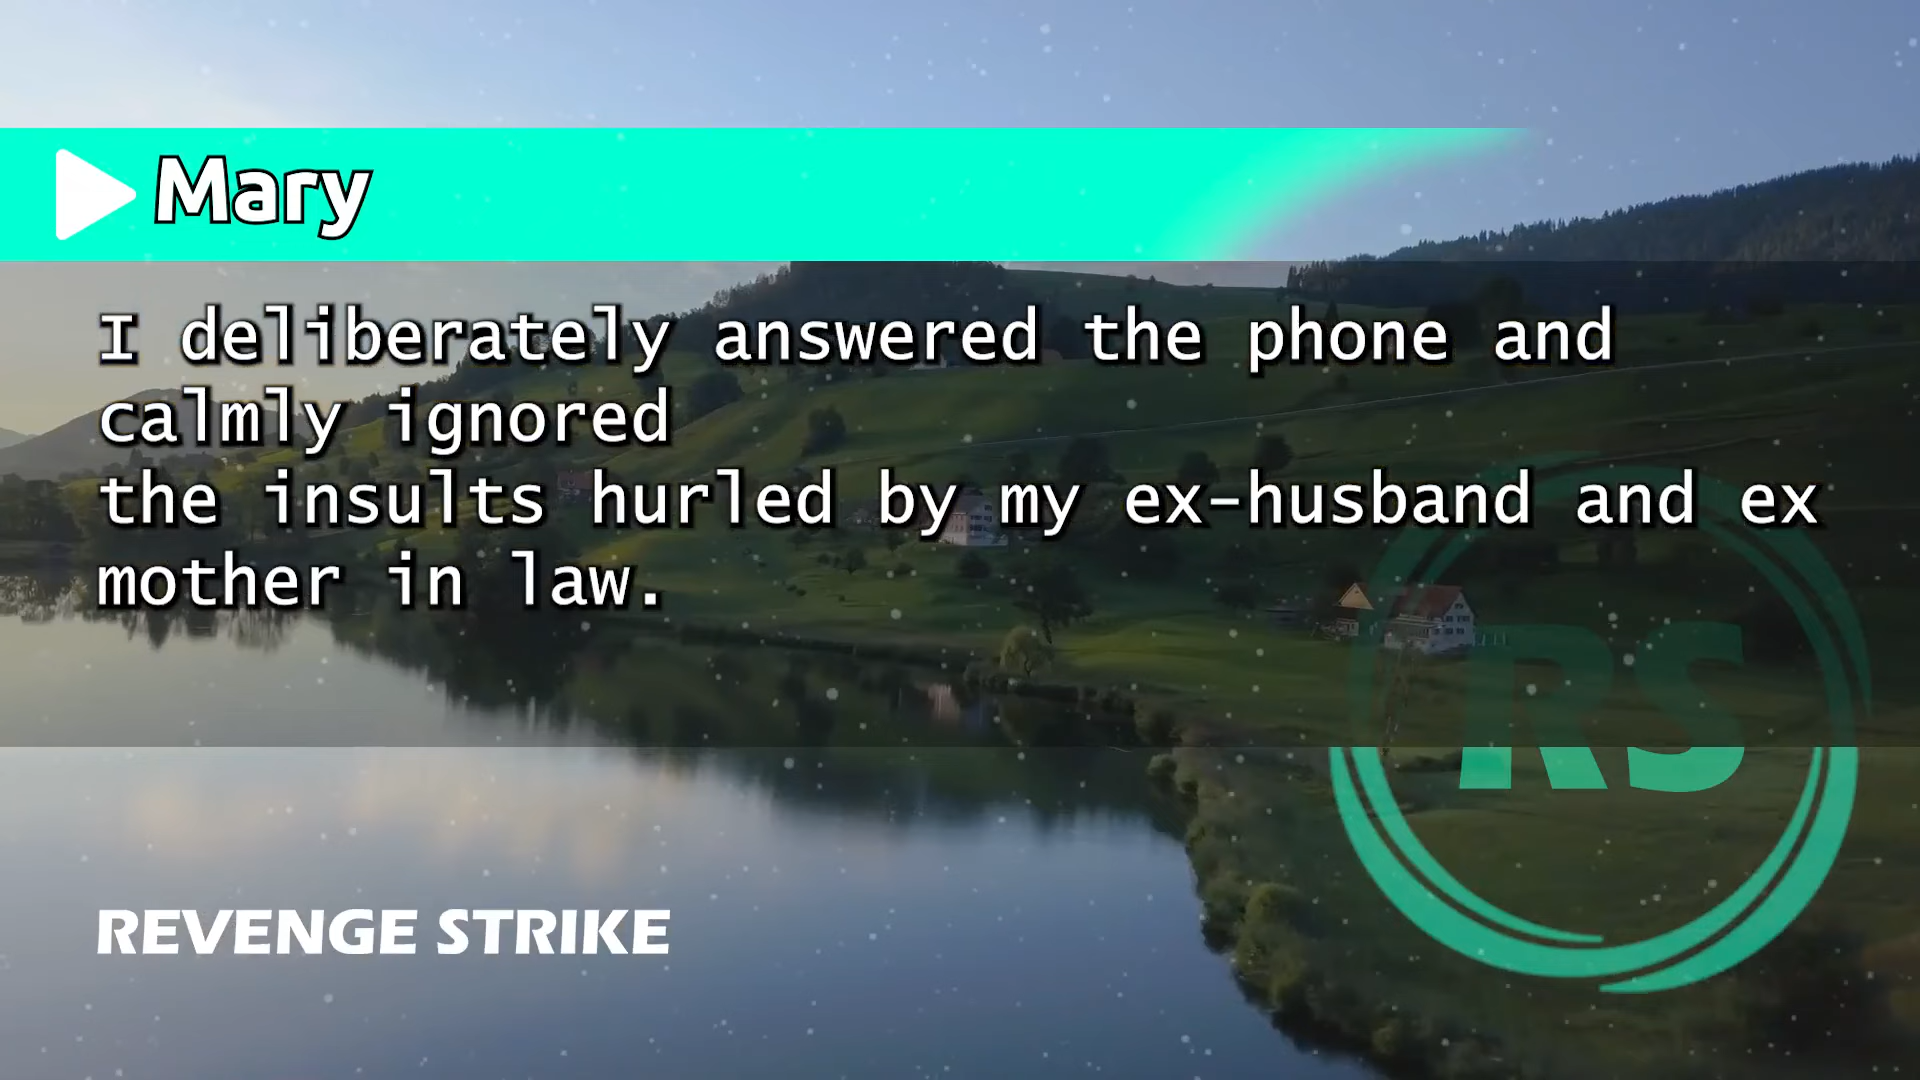 Mary
I deliberately answered the phone and
calmly ignored
the insults hurled by my ex-husband and ex
mother in law.
RS
REVENGE STRIKE